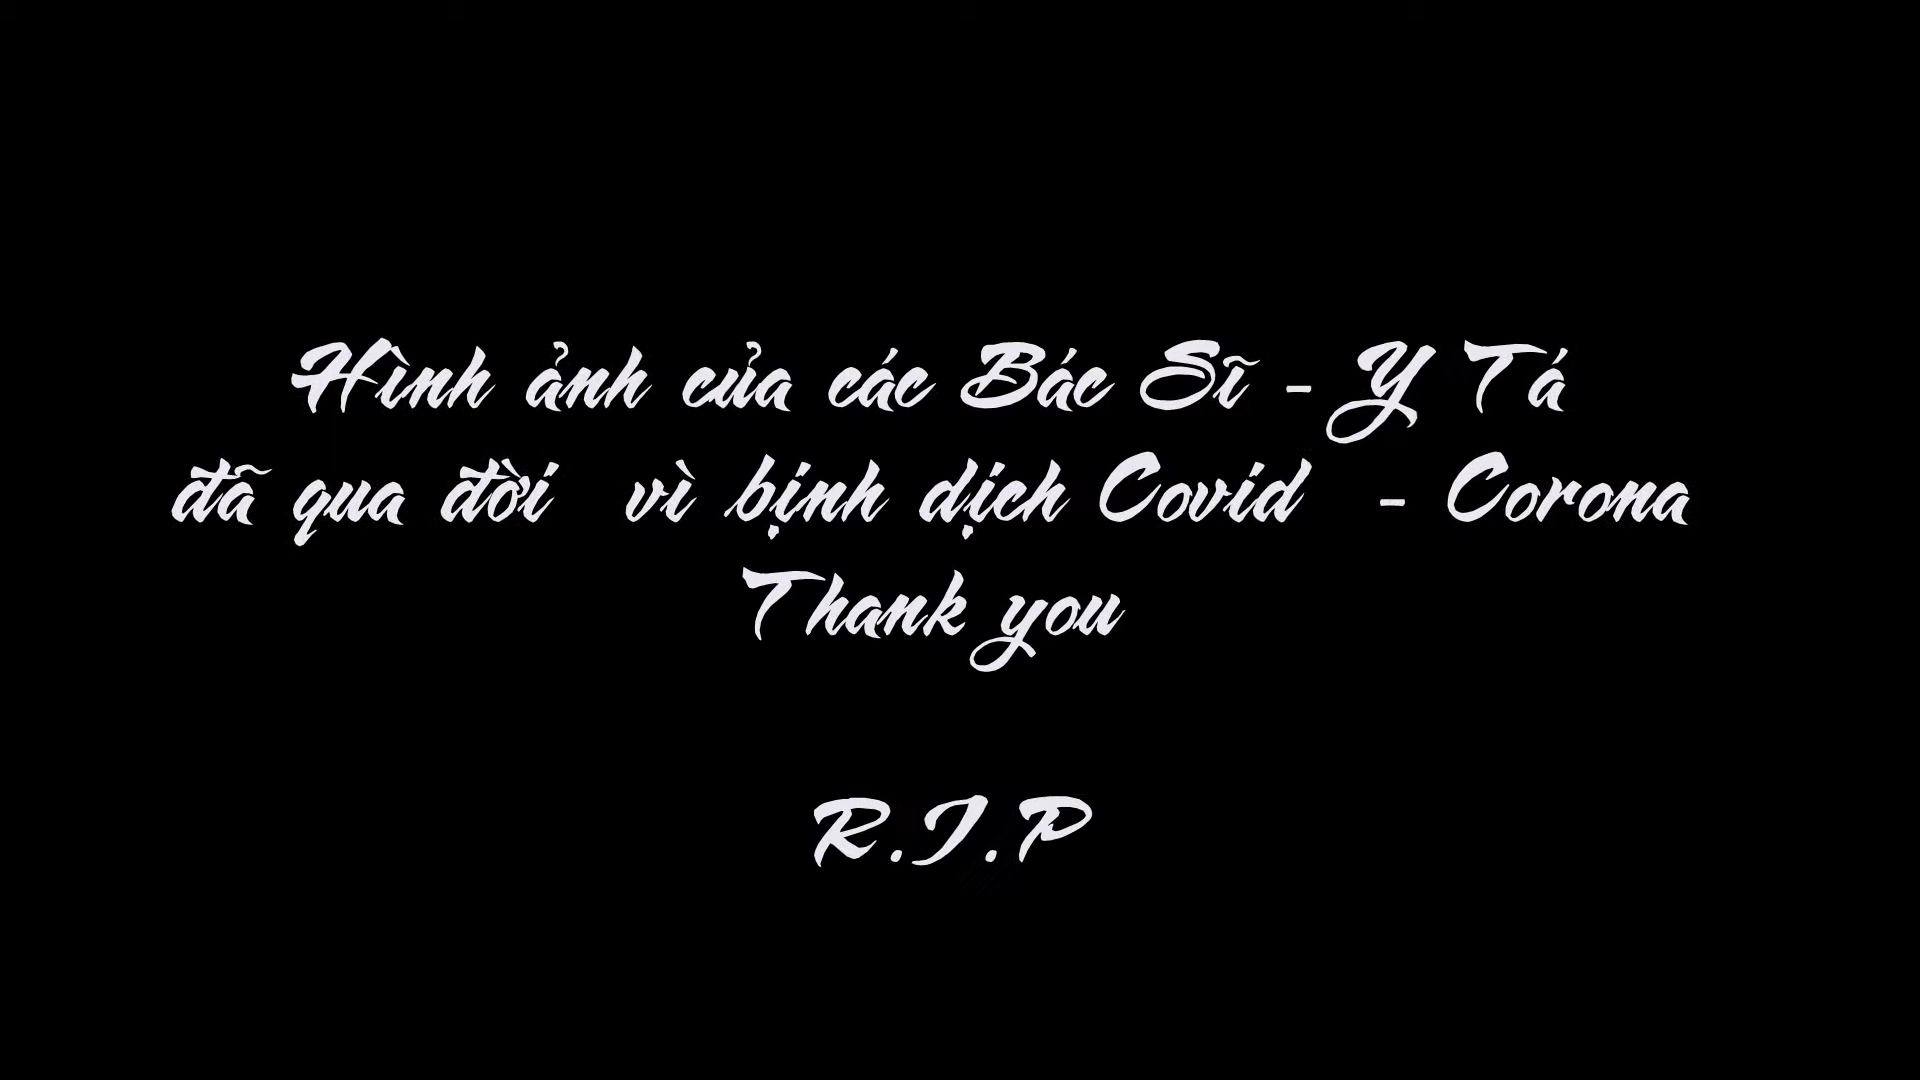 Hình ảnh của các Bác Sĩ - Y Tá
đã qua đời vì bịnh dịch Covid - Corona
Thank you
R.I.P